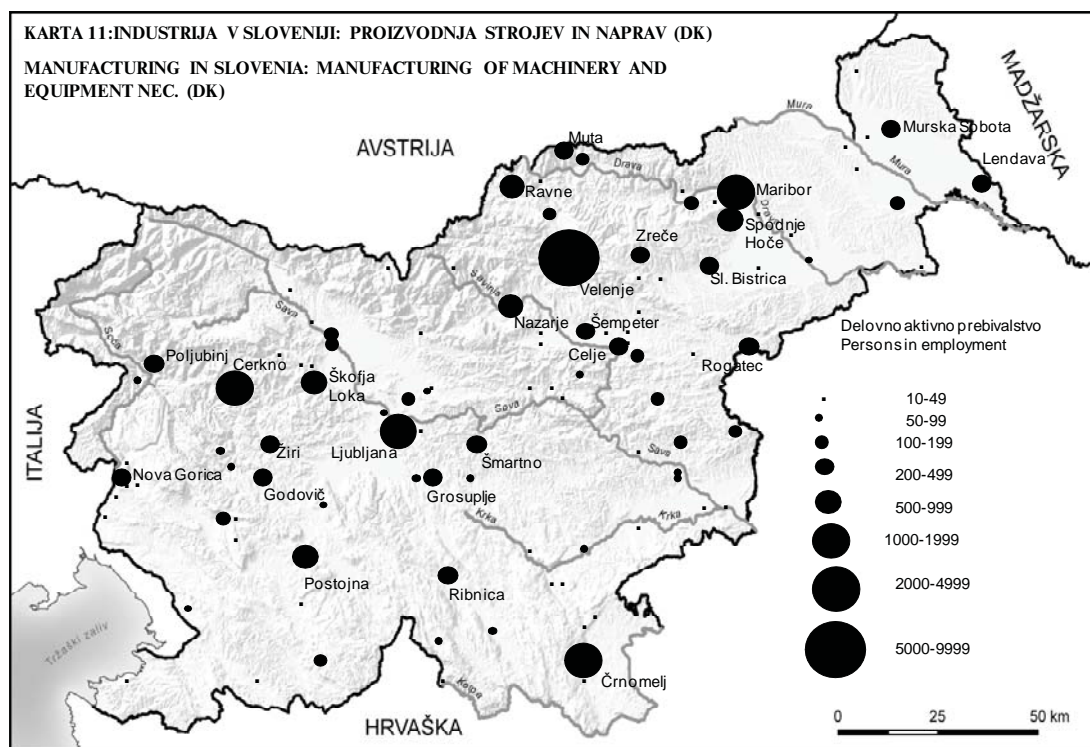 KARTA 11:INDUSTRIJA V SLOVENIJI: PROIZVODNJA STROJEV IN NAPRAV (DK)
MANUFACTURING IN SLOVENIA: MANUFACTURING OF MACHINERY AND
EQUIPMENT NEC. (DK)
AVSTRIJA
MADŽARSKA
ITALIJA
HRVAŠKA
Mura
Murska Sobota
Mura
Lendava
Muta
Drava
Ravne
Maribor
Drava
Spodnje
Hoče
Zreče
Sl. Bistrica
Velenje
Savinja
Nazarje
Šempeter
Celje
Rogatec
Sava
Soča
Poljubinj
Cerkno
Škofja
Loka
Sava
Žiri
Ljubljana
Šmartno
Sava
Nova Gorica
Godovič
Grosuplje
Krka
Krka
Postojna
Ribnica
Črnomelj
Kolpa
Tržaški zaliv
Delovno aktivno prebivalstvo
Persons in employment
10-49
50-99
100-199
200-499
500-999
1000-1999
2000-4999
5000-9999
0 25 50 km